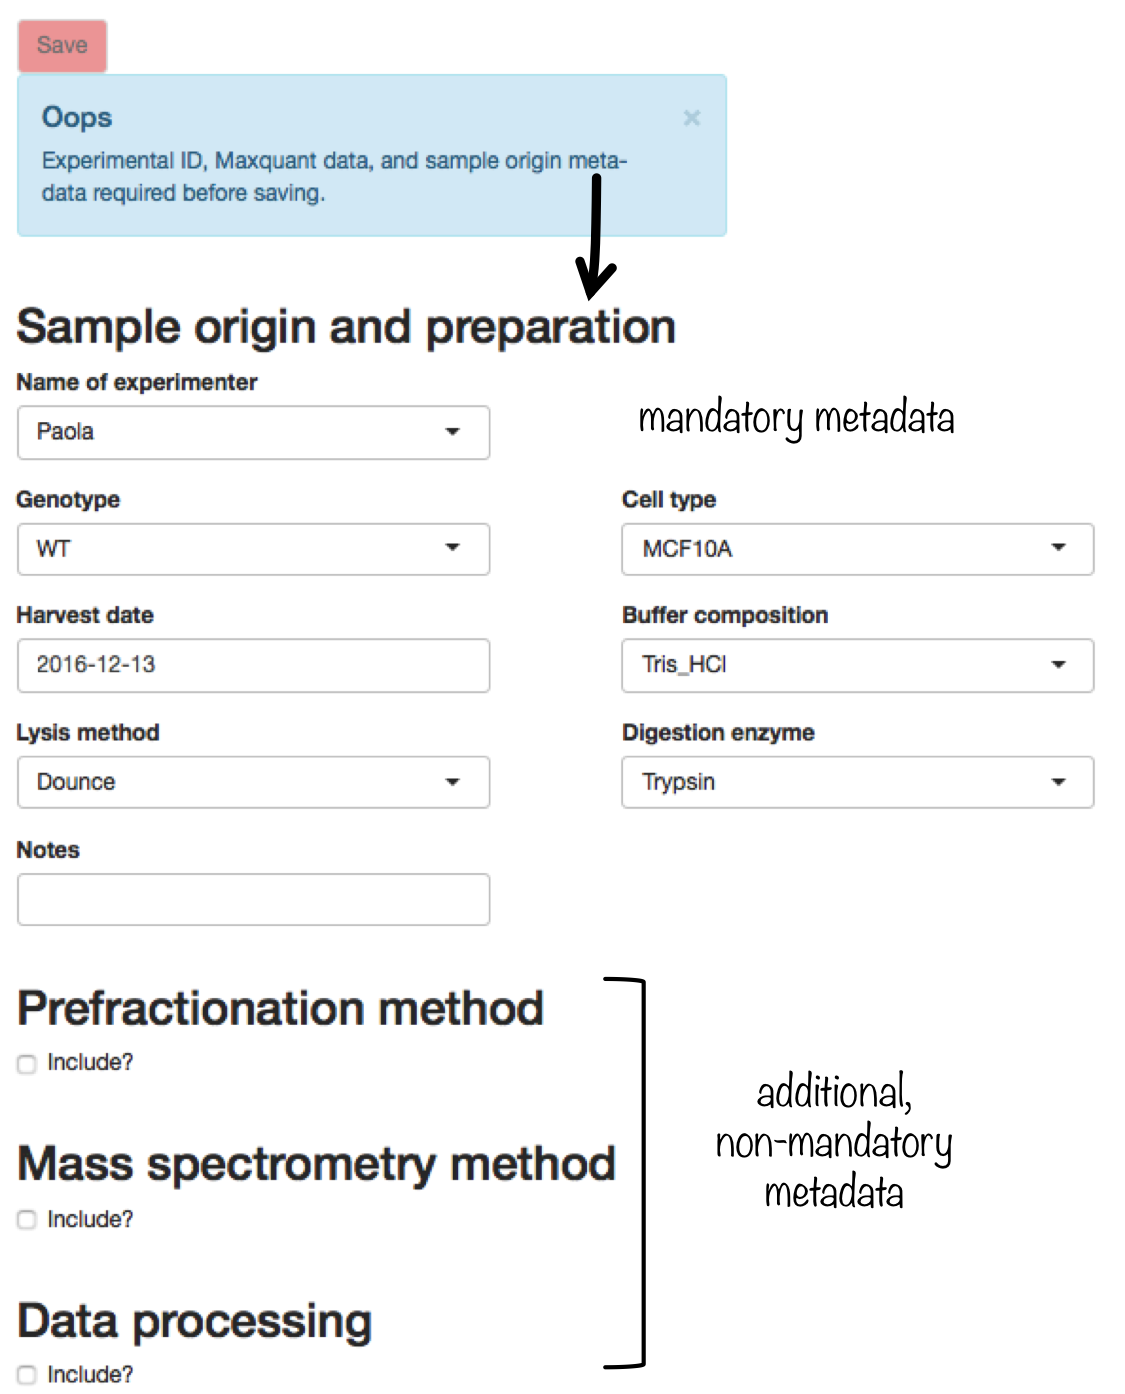 Save
Oops
Experimental ID, Maxquant data, and sample origin meta-
data required before saving.
Sample origin and preparation
Name of experimenter
Paola
mandatory metadata
Genotype
Cell type
WT
MCF10A
Harvest date
Buffer composition
2016-12-13
Tris_HCl
Lysis method
Digestion enzyme
Dounce
Trypsin
Notes
Prefractionation method
Include?
Mass spectrometry method
Include?
Data processing
Include?
additional,
non-mandatory
metadata